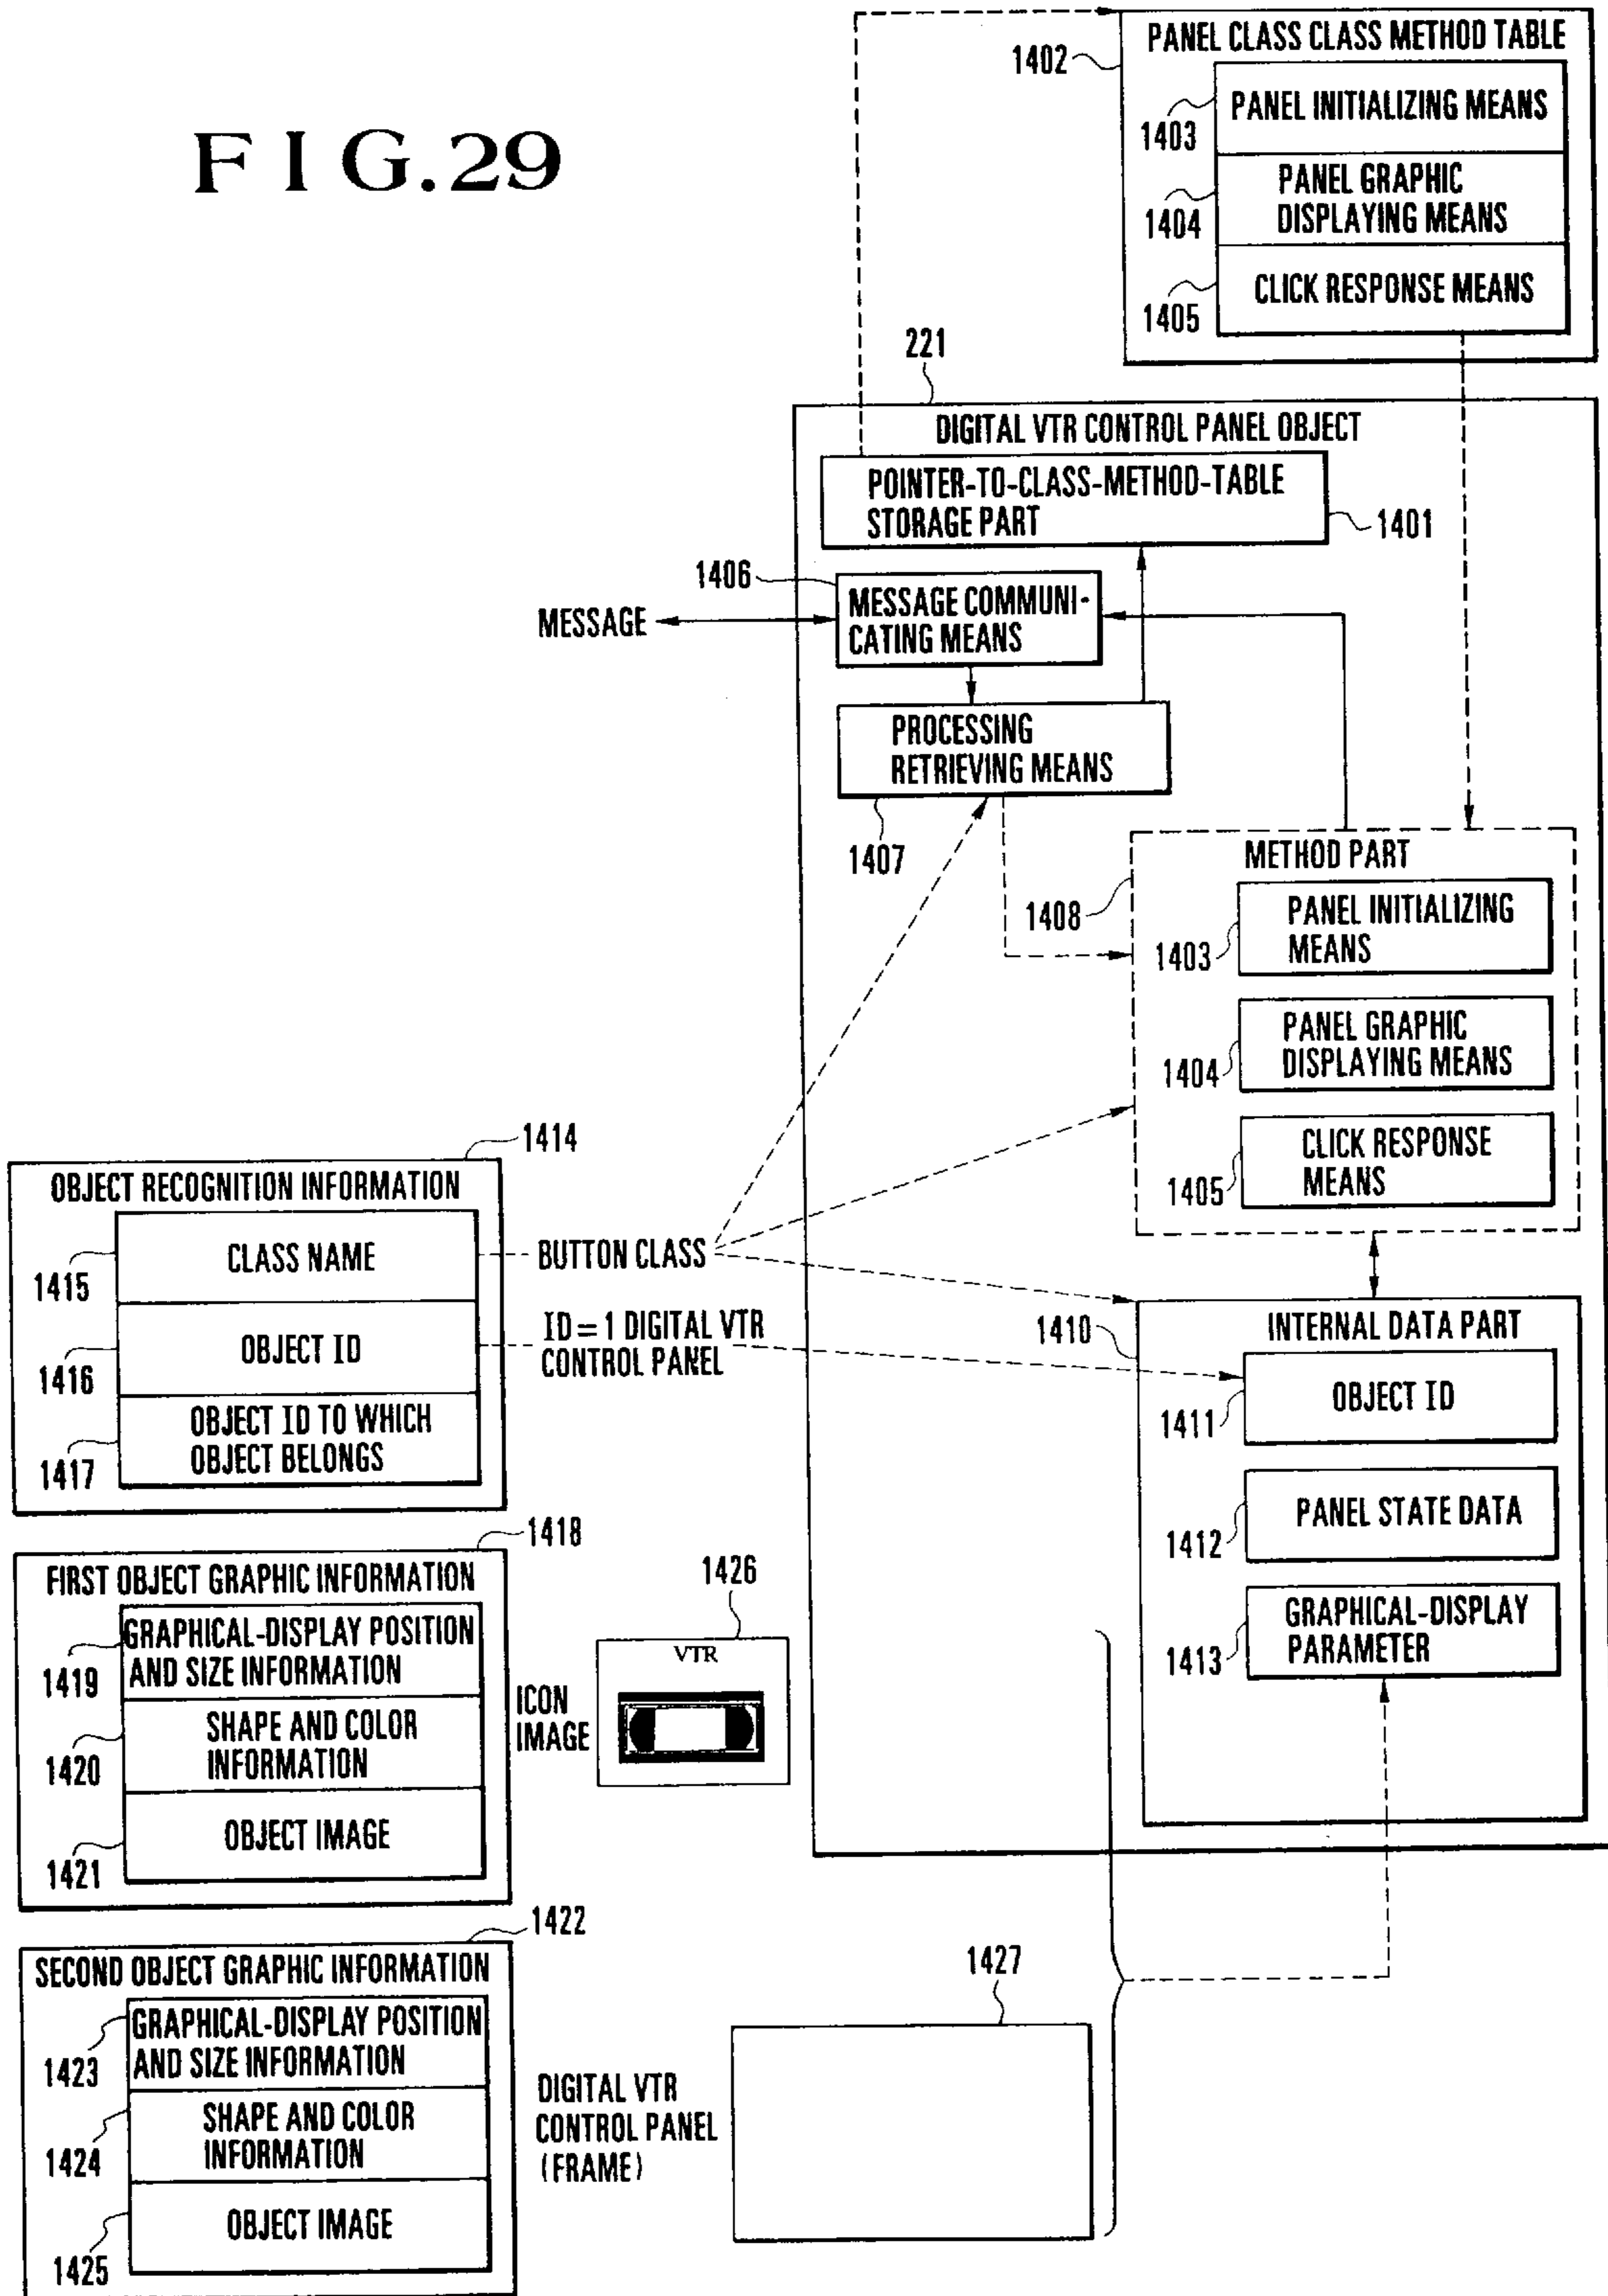 FIG.29
PANEL CLASS CLASS METHOD TABLE
1402
PANEL INITIALIZING MEANS
1403
PANEL GRAPHIC
DISPLAYING MEANS
1404
CLICK RESPONSE MEANS
1405
221
DIGITAL VTR CONTROL PANEL OBJECT
POINTER-TO-CLASS-METHOD-TABLE
STORAGE PART
1401
1406
MESSAGE
MESSAGE COMMUNI-
CATING MEANS
PROCESSING
RETRIEVING MEANS
1407
METHOD PART
1408
PANEL INITIALIZING
MEANS
1403
PANEL GRAPHIC
DISPLAYING MEANS
1404
CLICK RESPONSE
MEANS
1405
1414
OBJECT RECOGNITION INFORMATION
CLASS NAME
1415
BUTTON CLASS
OBJECT ID
1416
ID=1 DIGITAL VTR
CONTROL PANEL
OBJECT ID TO WHICH
OBJECT BELONGS
1417
1410
INTERNAL DATA PART
OBJECT ID
1411
PANEL STATE DATA
1412
GRAPHICAL-DISPLAY
PARAMETER
1413
1418
FIRST OBJECT GRAPHIC INFORMATION
GRAPHICAL-DISPLAY POSITION
AND SIZE INFORMATION
1419
SHAPE AND COLOR
INFORMATION
1420
OBJECT IMAGE
1421
ICON
IMAGE
1426
VTR
1422
SECOND OBJECT GRAPHIC INFORMATION
GRAPHICAL-DISPLAY POSITION
AND SIZE INFORMATION
1423
SHAPE AND COLOR
INFORMATION
1424
OBJECT IMAGE
1425
DIGITAL VTR
CONTROL PANEL
(FRAME)
1427